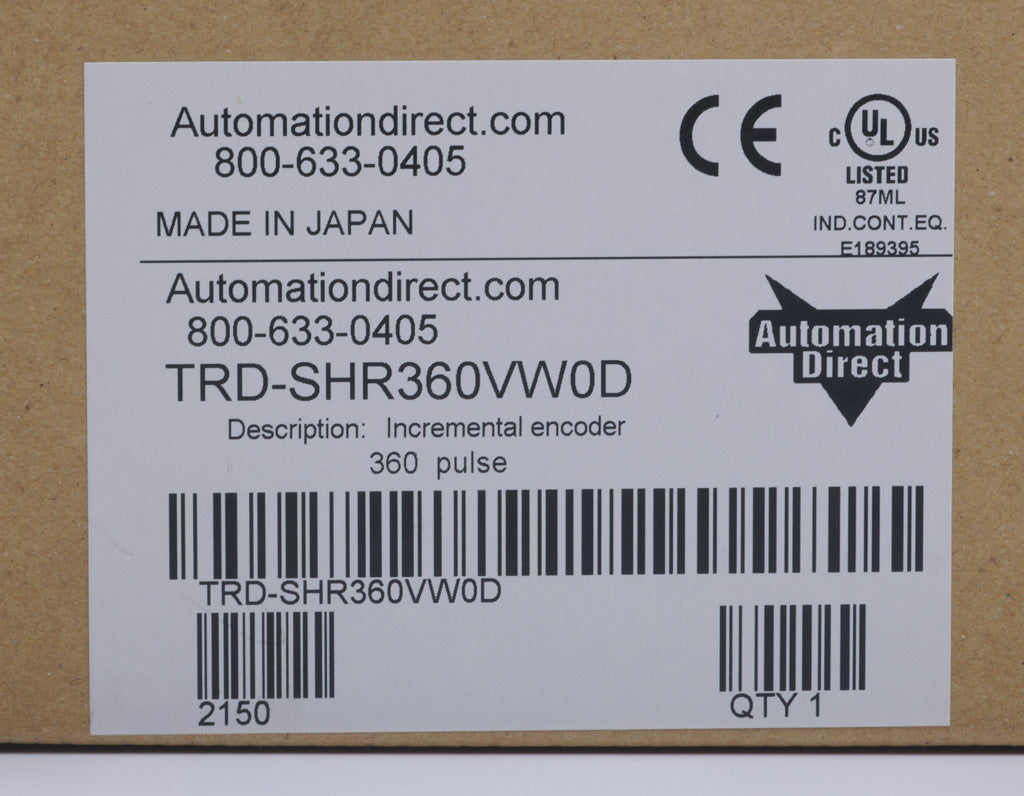 Automationdirect.com
800-633-0405
MADE IN JAPAN
CE
C UL US
LISTED
87ML
IND.CONT.EQ.
E189395
Automationdirect.com
800-633-0405
TRD-SHR360VW0D
Description: Incremental encoder
360 pulse
Automation
Direct
TRD-SHR360VW0D
2150
QTY 1